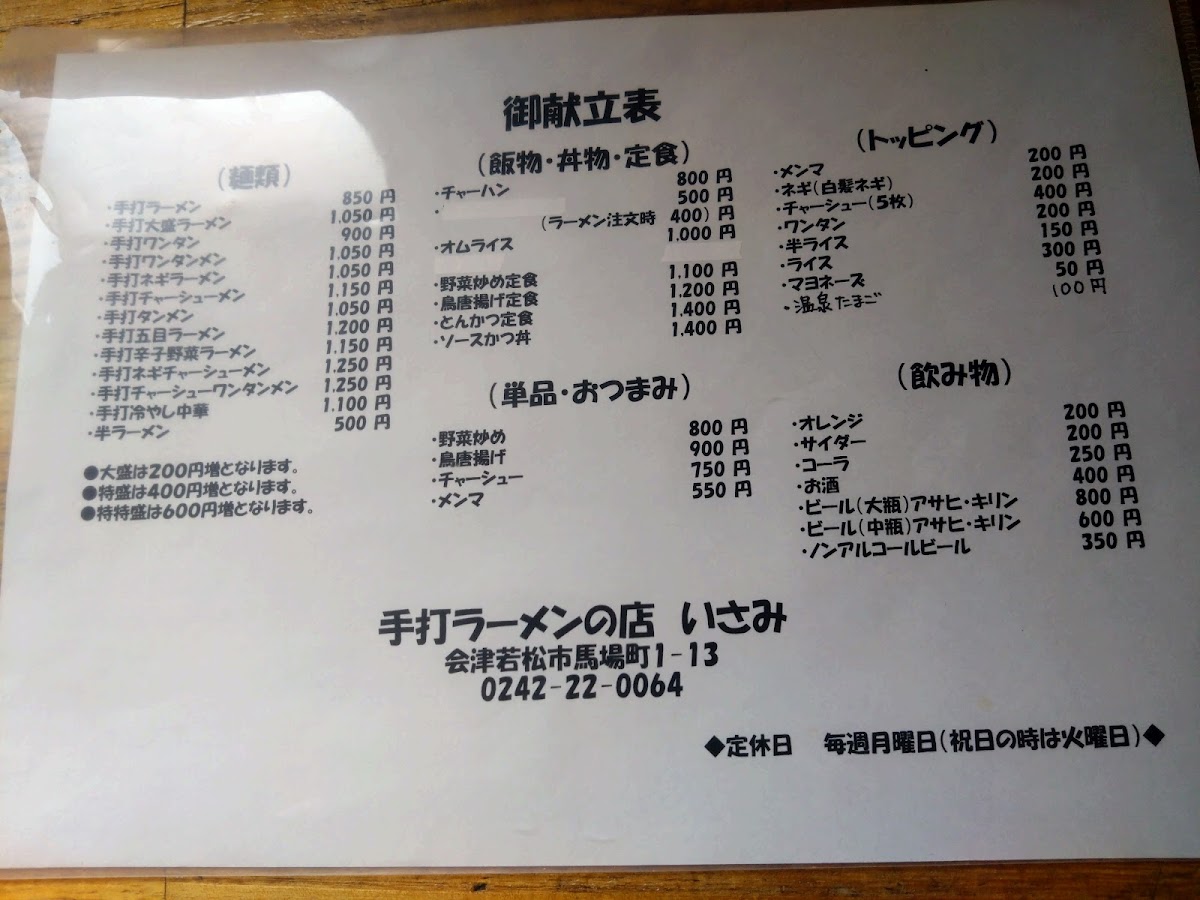 御献立表
(麺類)
・手打ラーメン 850 円
・手打大盛ラーメン 1.050 円
・手打ワンタン 900 円
・手打ワンタンメン 1.050 円
・手打ネギラーメン 1.050 円
・手打チャーシューメン 1.150 円
・手打タンメン 1.050 円
・手打五目ラーメン 1.200 円
・手打辛子野菜ラーメン 1.150 円
・手打ネギチャーシューメン 1.250 円
・手打チャーシューワンタンメン 1.250 円
・手打冷やし中華 1.100 円
・半ラーメン 500 円
●大盛は200円増となります。
●特盛は400円増となります。
●特特盛は600円増となります。
(飯物・丼物・定食)
・チャーハン 800 円
・ 500 円
(ラーメン注文時 400) 円
・オムライス 1.000 円
・野菜炒め定食 1.100 円
・鳥唐揚げ定食 1.200 円
・とんかつ定食 1.400 円
・ソースかつ丼 1.400 円
(単品・おつまみ)
・野菜炒め 800 円
・鳥唐揚げ 900 円
・チャーシュー 750 円
・メンマ 550 円
(トッピング)
・メンマ 200 円
・ネギ(白髪ネギ) 200 円
・チャーシュー(5枚) 400 円
・ワンタン 200 円
・半ライス 150 円
・ライス 300 円
・マヨネーズ 50 円
・温泉たまご 100円
(飲み物)
・オレンジ 200 円
・サイダー 200 円
・コーラ 250 円
・お酒 400 円
・ビール(大瓶)アサヒ・キリン 800 円
・ビール(中瓶)アサヒ・キリン 600 円
・ノンアルコールビール 350 円
手打ラーメンの店 いさみ
会津若松市馬場町1-13
0242-22-0064
◆定休日 毎週月曜日(祝日の時は火曜日)◆